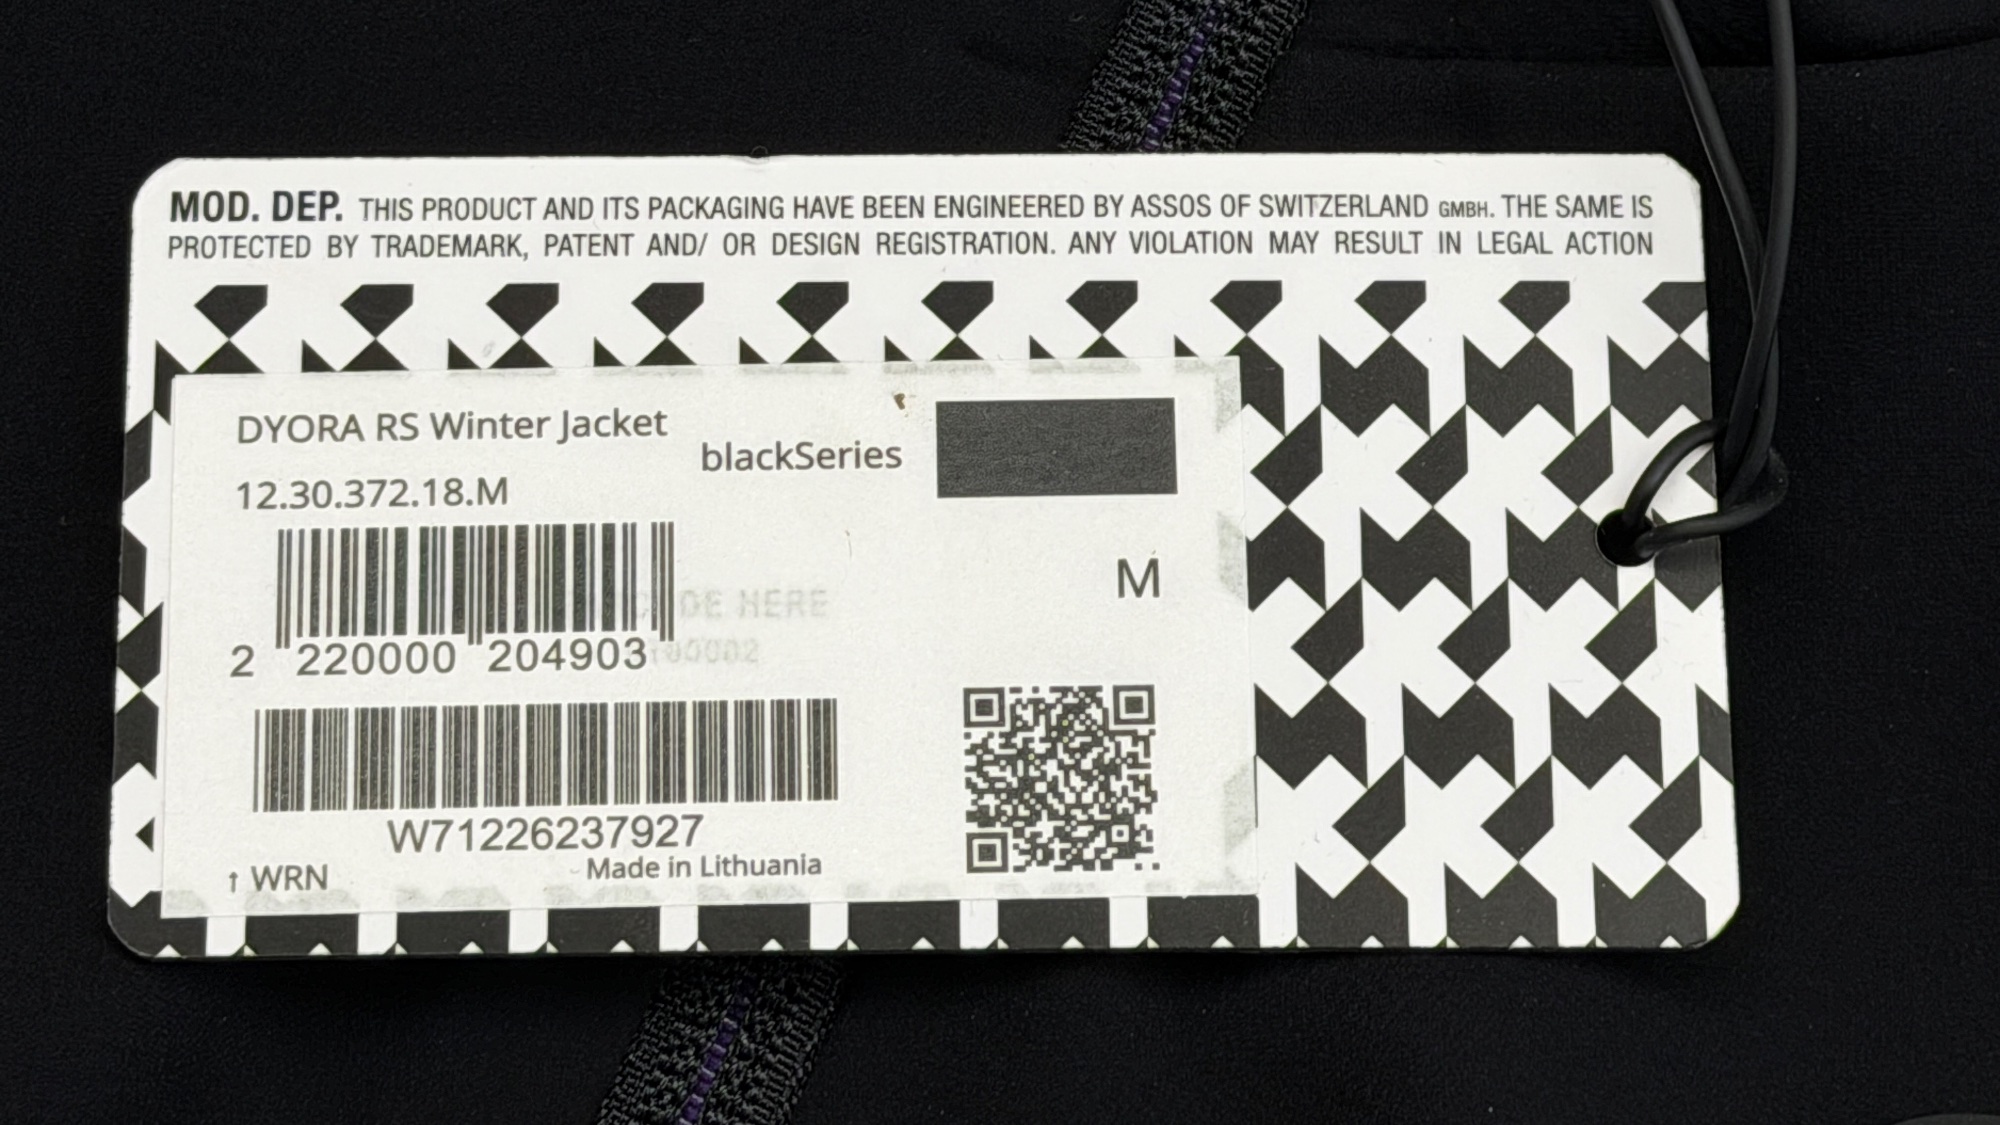 MOD. DEP. THIS PRODUCT AND ITS PACKAGING HAVE BEEN ENGINEERED BY ASSOS OF SWITZERLAND GMBH. THE SAME IS
PROTECTED BY TRADEMARK, PATENT AND/ OR DESIGN REGISTRATION. ANY VIOLATION MAY RESULT IN LEGAL ACTION
DYORA RS Winter Jacket
blackSeries
12.30.372.18.M
M
HERE
2 220000 204903
W71226237927
Made in Lithuania
↑ WRN